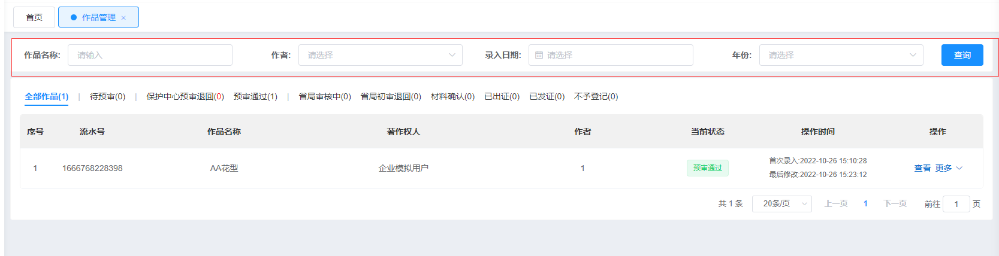 首页 作品管理 ×
作品名称: 请输入 作者: 请选择 录入日期: 请选择 年份: 请选择 查询
全部作品(1) | 待预审(0) | 保护中心预审退回(0) 预审通过(1) | 省局审核中(0) 省局初审退回(0) 材料确认(0) 已出证(0) 已发证(0) 不予登记(0)
序号 流水号 作品名称 著作权人 作者 当前状态 操作时间 操作
1 1666768228398 AA花型 企业模拟用户 1 预审通过 首次录入:2022-10-26 15:10:28 查看 更多
最后修改:2022-10-26 15:23:12
共 1 条 20条/页 上一页 1 下一页 前往 1 页